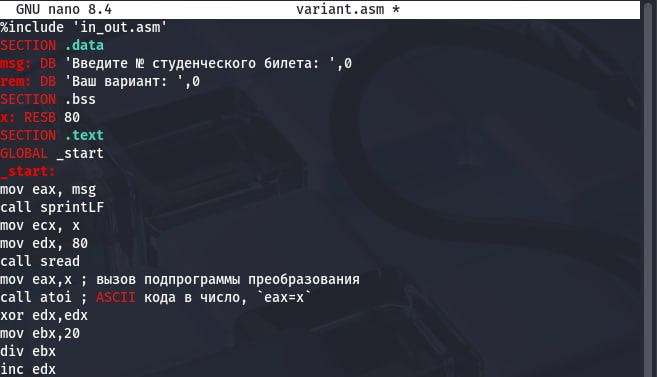 GNU nano 8.4 variant.asm *
%include 'in_out.asm'
SECTION .data
msg: DB 'Введите № студенческого билета: ',0
rem: DB 'Ваш вариант: ',0
SECTION .bss
x: RESB 80
SECTION .text
GLOBAL _start
_start:
mov eax, msg
call sprintLF
mov ecx, x
mov edx, 80
call sread
mov eax,x ; вызов подпрограммы преобразования
call atoi ; ASCII кода в число, `eax=x`
xor edx,edx
mov ebx,20
div ebx
inc edx